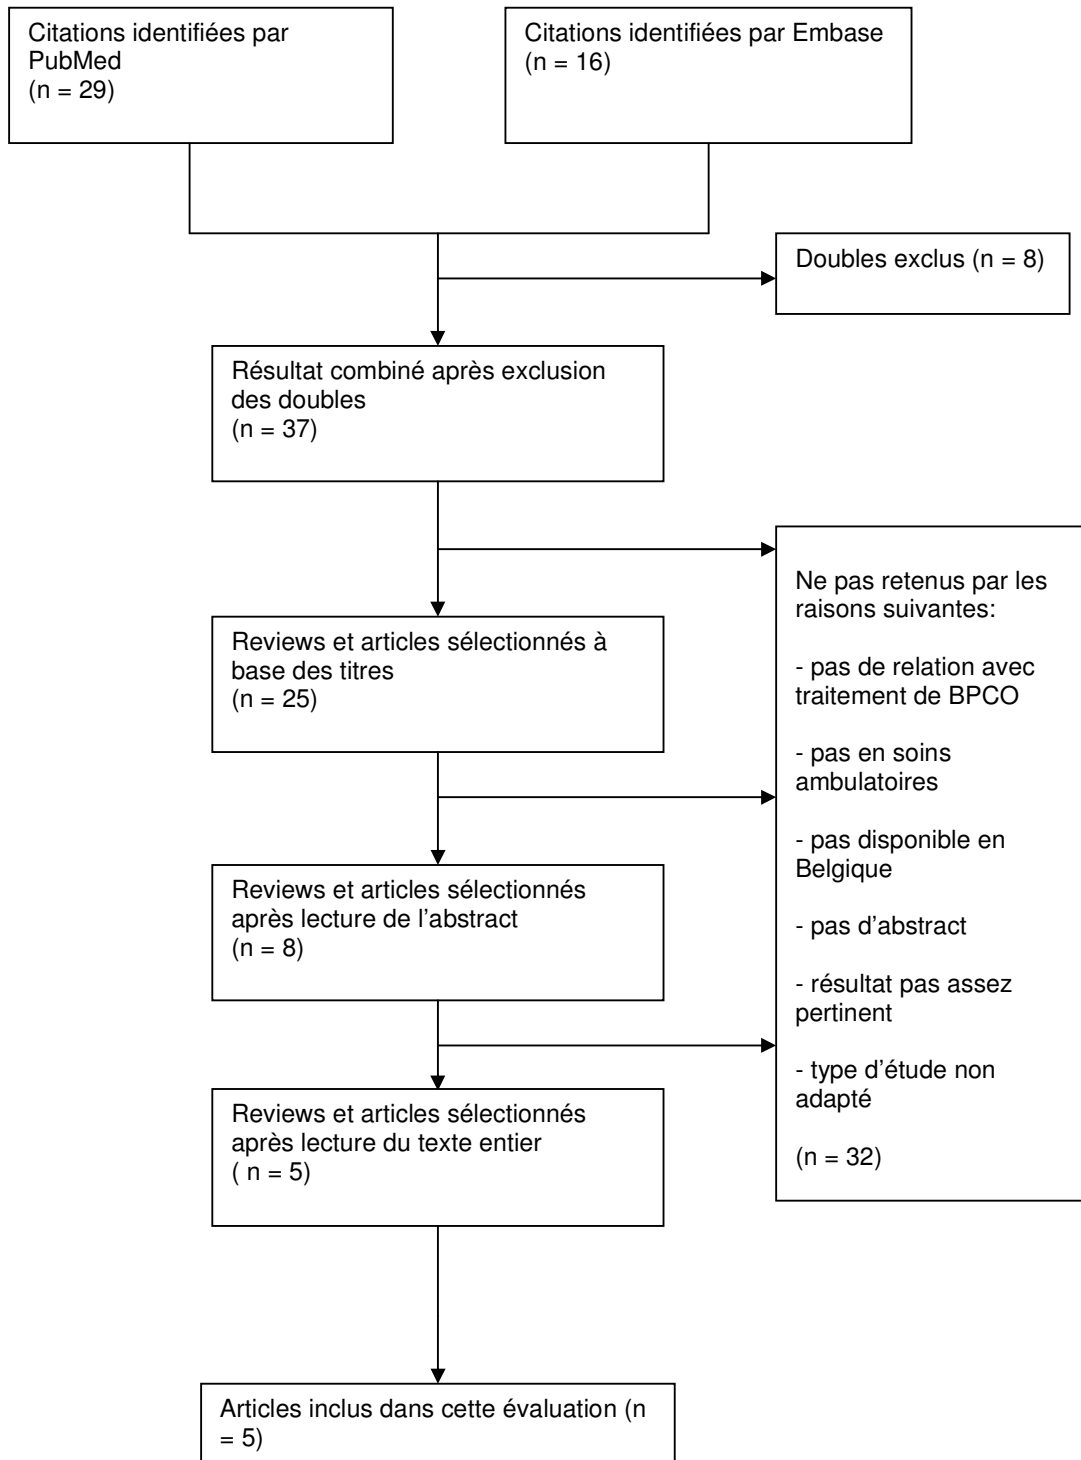 Citations identifiées par
PubMed
(n = 29)
Citations identifiées par Embase
(n = 16)
Doubles exclus (n = 8)
Résultat combiné après exclusion
des doubles
(n = 37)
Ne pas retenus par les
raisons suivantes:
- pas de relation avec
traitement de BPCO
- pas en soins
ambulatoires
- pas disponible en
Belgique
- pas d'abstract
- résultat pas assez
pertinent
- type d'étude non
adapté
(n = 32)
Reviews et articles sélectionnés à
base des titres
(n = 25)
Reviews et articles sélectionnés
après lecture de l'abstract
(n = 8)
Reviews et articles sélectionnés
après lecture du texte entier
( n = 5)
Articles inclus dans cette évaluation (n
= 5)